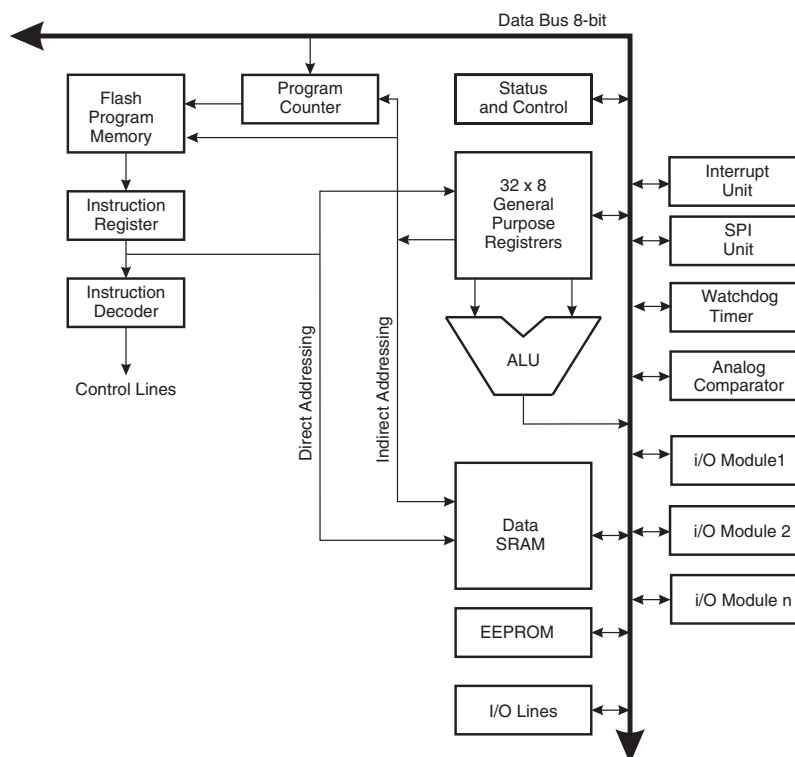 Data Bus 8-bit
Flash
Program
Memory
Program
Counter
Status
and Control
Interrupt
Unit
32 x 8
General
Purpose
Registrers
Instruction
Register
SPI
Unit
Instruction
Decoder
Watchdog
Timer
ALU
Analog
Comparator
Control Lines
Direct Addressing
Indirect Addressing
i/O Module1
Data
SRAM
i/O Module 2
i/O Module n
EEPROM
I/O Lines